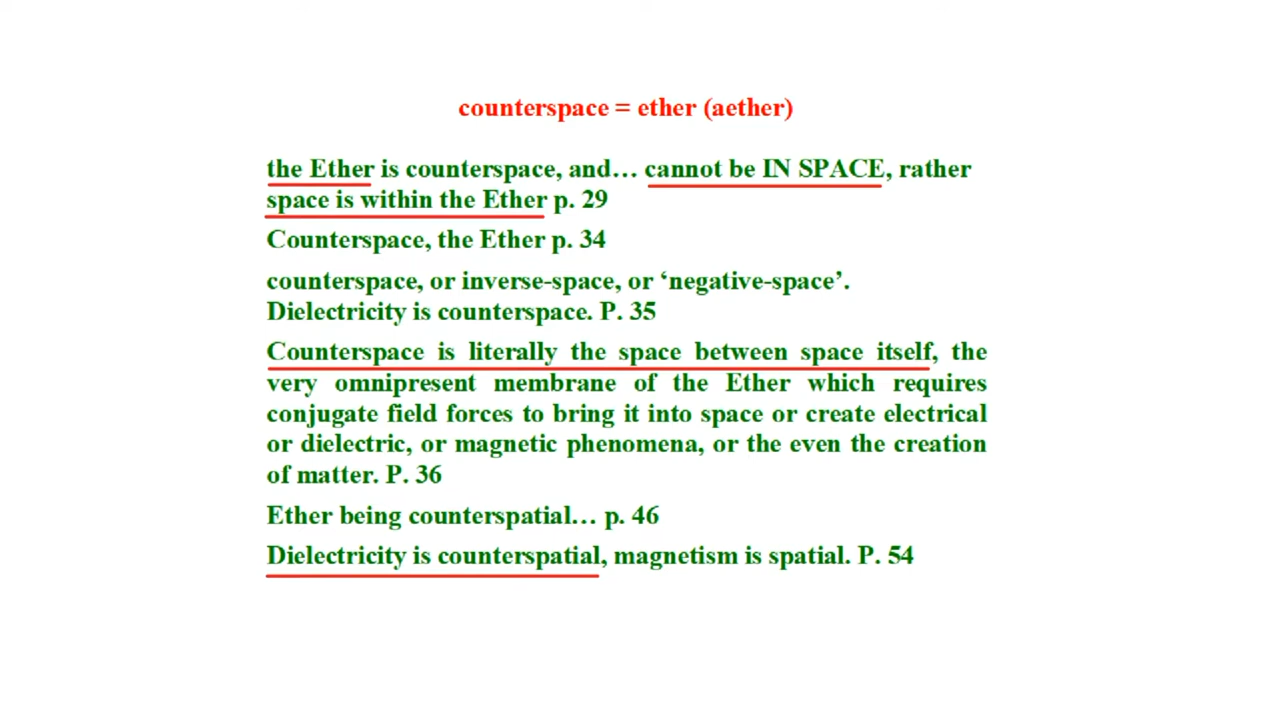 counterspace = ether (aether)
the Ether is counterspace, and… cannot be IN SPACE, rather
space is within the Ether p. 29
Counterspace, the Ether p. 34
counterspace, or inverse-space, or ‘negative-space’.
Dielectricity is counterspace. P. 35
Counterspace is literally the space between space itself, the
very omnipresent membrane of the Ether which requires
conjugate field forces to bring it into space or create electrical
or dielectric, or magnetic phenomena, or the even the creation
of matter. P. 36
Ether being counterspatial… p. 46
Dielectricity is counterspatial, magnetism is spatial. P. 54